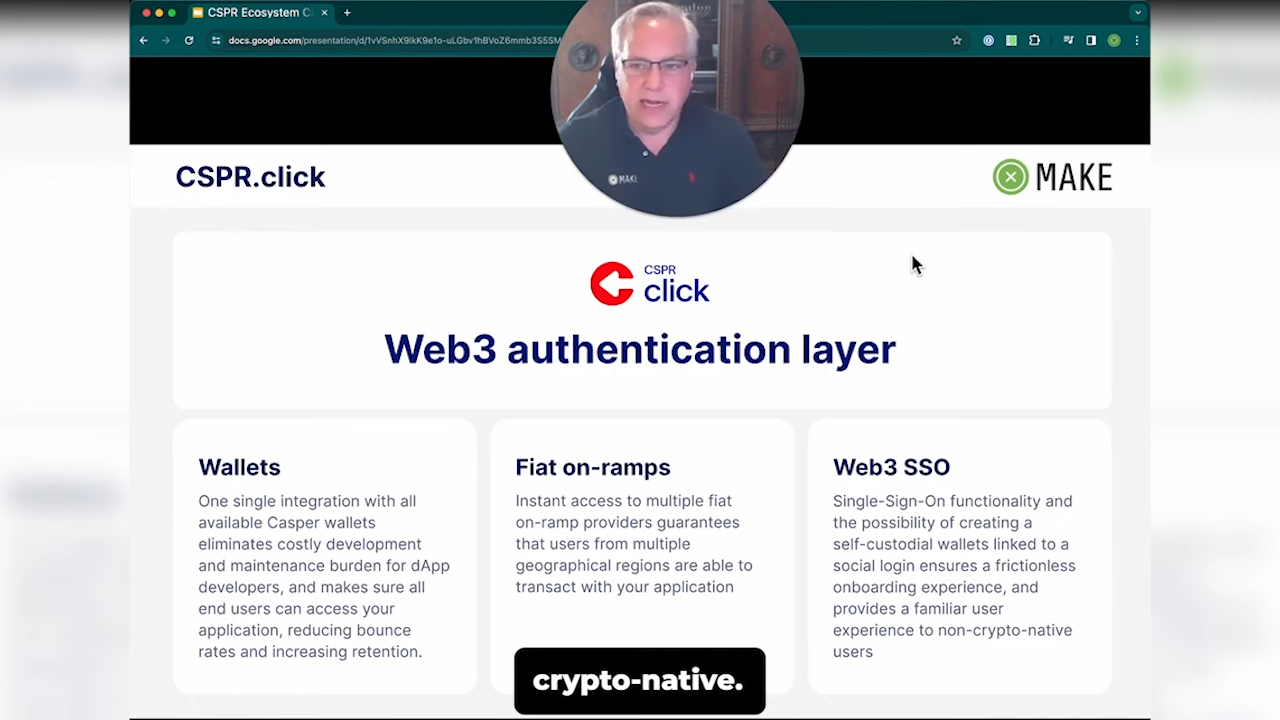 CSPR Ecosystem
docs.google.com/presentation/d/1vVSnhX9IkK9e1o-uLGbv1hBVoZ6mmb3S5SM
MAKE
CSPR.click
MAKE
CSPR
click
Web3 authentication layer
Wallets
One single integration with all
available Casper wallets
eliminates costly development
and maintenance burden for dApp
developers, and makes sure all
end users can access your
application, reducing bounce
rates and increasing retention.
Fiat on-ramps
Instant access to multiple fiat
on-ramp providers guarantees
that users from multiple
geographical regions are able to
transact with your application
Web3 SSO
Single-Sign-On functionality and
the possibility of creating a
self-custodial wallets linked to a
social login ensures a frictionless
onboarding experience, and
provides a familiar user
experience to non-crypto-native
users
crypto-native.